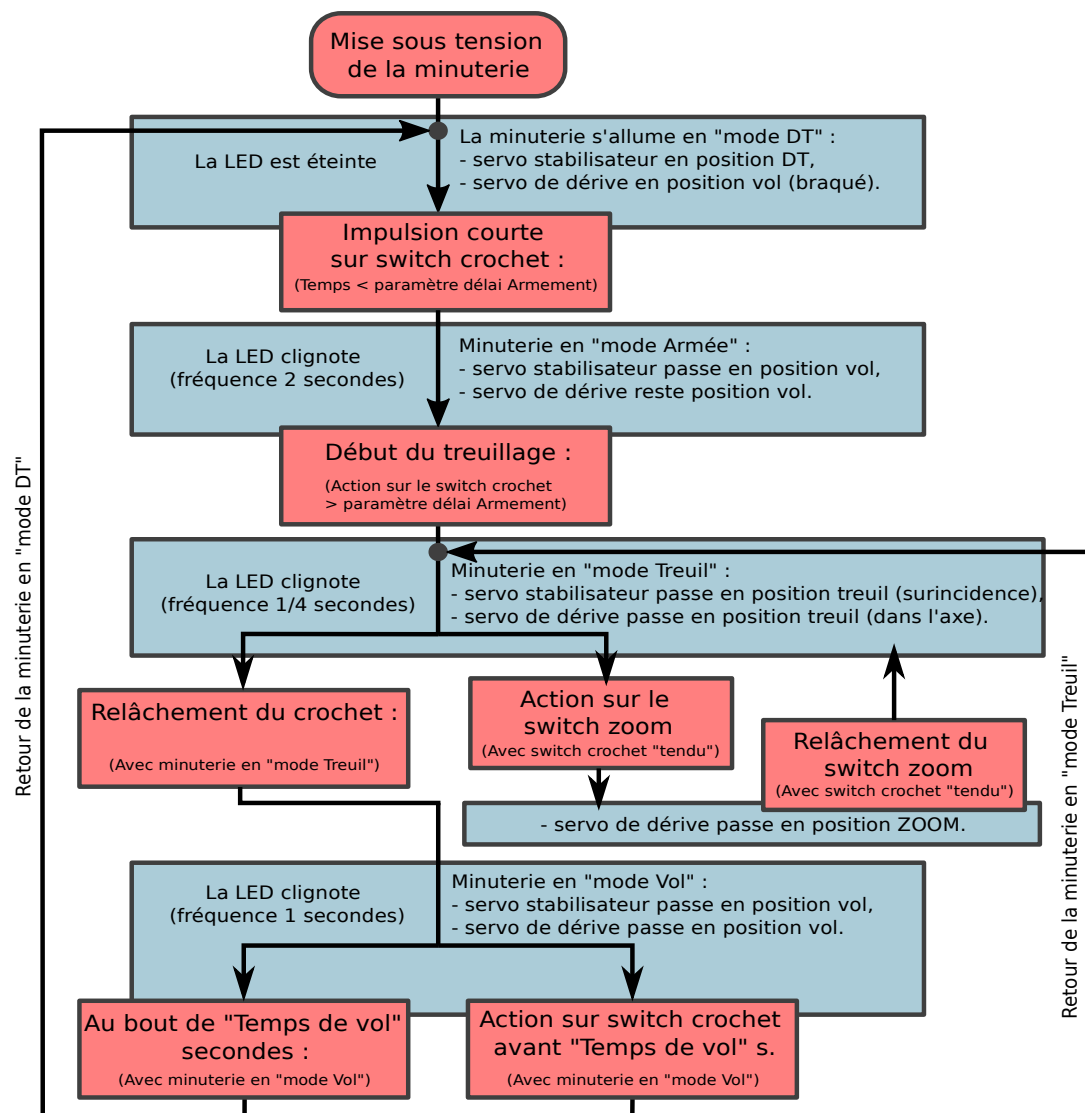 Mise sous tension
de la minuterie
La LED est éteinte
La minuterie s'allume en "mode DT" :
- servo stabilisateur en position DT,
- servo de dérive en position vol (braqué).
Impulsion courte
sur switch crochet :
(Temps < paramètre délai Armement)
La LED clignote
(fréquence 2 secondes)
Minuterie en "mode Armée" :
- servo stabilisateur passe en position vol,
- servo de dérive reste position vol.
Début du treuillage :
(Action sur le switch crochet
> paramètre délai Armement)
La LED clignote
(fréquence 1/4 secondes)
Minuterie en "mode Treuil" :
- servo stabilisateur passe en position treuil (surincidence),
- servo de dérive passe en position treuil (dans l'axe).
Relâchement du crochet :
(Avec minuterie en "mode Treuil")
Action sur le
switch zoom
(Avec switch crochet "tendu")
Relâchement du
switch zoom
(Avec switch crochet "tendu")
- servo de dérive passe en position ZOOM.
La LED clignote
(fréquence 1 secondes)
Minuterie en "mode Vol" :
- servo stabilisateur passe en position vol,
- servo de dérive passe en position vol.
Au bout de "Temps de vol"
secondes :
(Avec minuterie en "mode Vol")
Action sur switch crochet
avant "Temps de vol" s.
(Avec minuterie en "mode Vol")
Retour de la minuterie en "mode DT"
Retour de la minuterie en "mode Treuil"